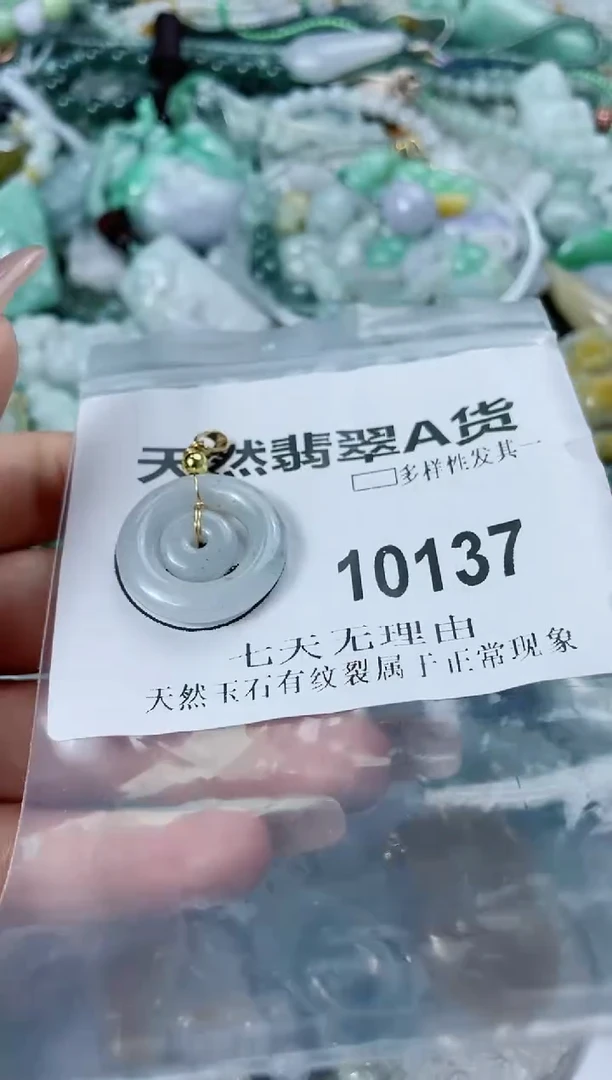 天然翡翠A货
多样性发其一
10137
七天无理由
天然玉石有纹裂属于正常现象